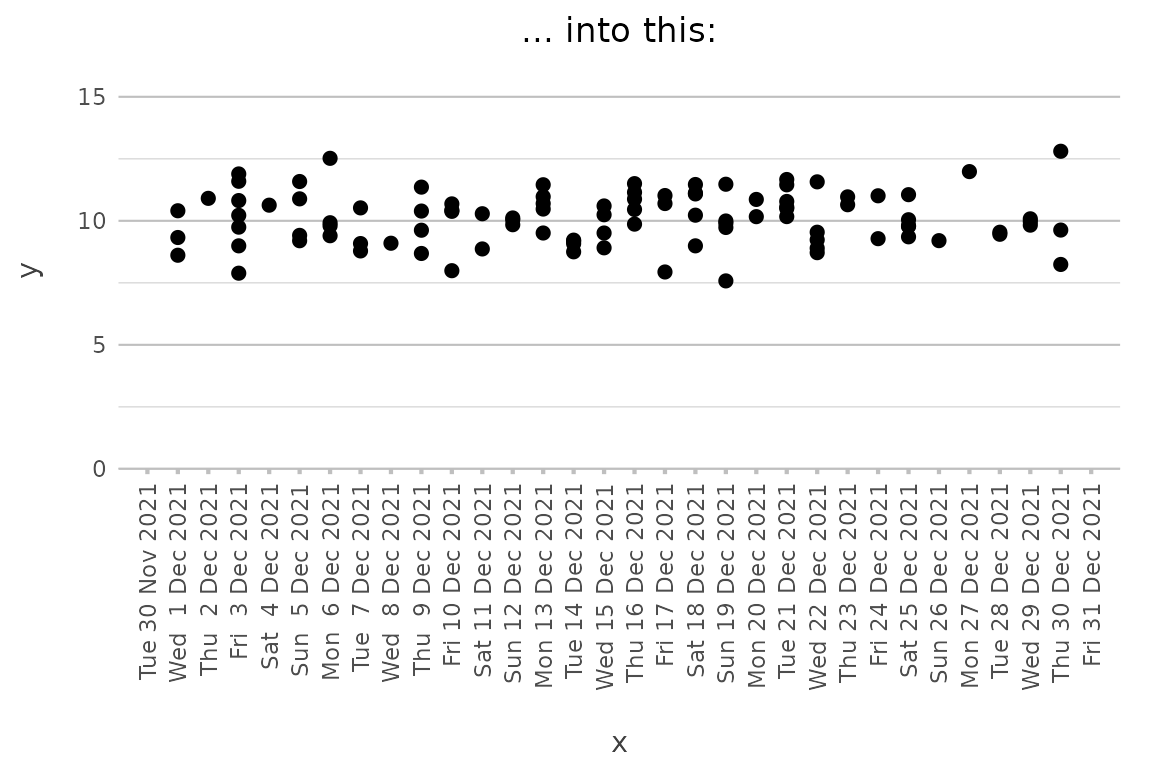 ... into this:
15
10
5
0
y
Tue 30 Nov 2021
Wed  1 Dec 2021
Thu  2 Dec 2021
Fri  3 Dec 2021
Sat  4 Dec 2021
Sun  5 Dec 2021
Mon  6 Dec 2021
Tue  7 Dec 2021
Wed  8 Dec 2021
Thu  9 Dec 2021
Fri 10 Dec 2021
Sat 11 Dec 2021
Sun 12 Dec 2021
Mon 13 Dec 2021
Tue 14 Dec 2021
Wed 15 Dec 2021
Thu 16 Dec 2021
Fri 17 Dec 2021
Sat 18 Dec 2021
Sun 19 Dec 2021
Mon 20 Dec 2021
Tue 21 Dec 2021
Wed 22 Dec 2021
Thu 23 Dec 2021
Fri 24 Dec 2021
Sat 25 Dec 2021
Sun 26 Dec 2021
Mon 27 Dec 2021
Tue 28 Dec 2021
Wed 29 Dec 2021
Thu 30 Dec 2021
Fri 31 Dec 2021
x